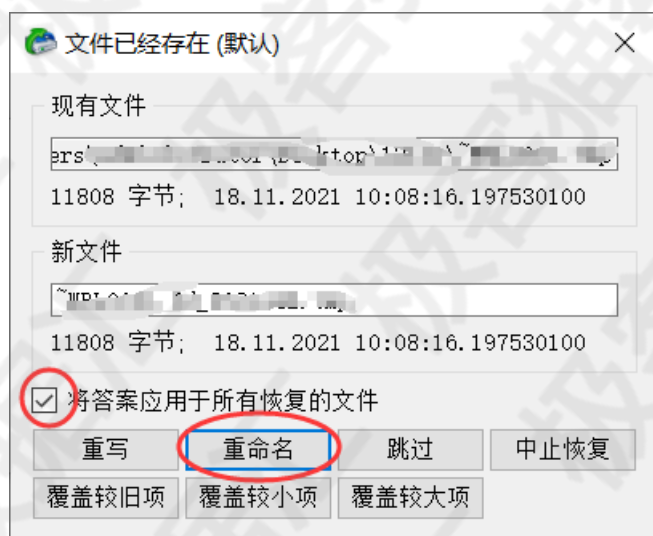 文件已经存在 (默认)
现有文件
11808 字节;  18.11.2021 10:08:16.197530100
新文件
11808 字节;  18.11.2021 10:08:16.197530100
将答案应用于所有恢复的文件
重写 重命名 跳过 中止恢复
覆盖较旧项 覆盖较小项 覆盖较大项